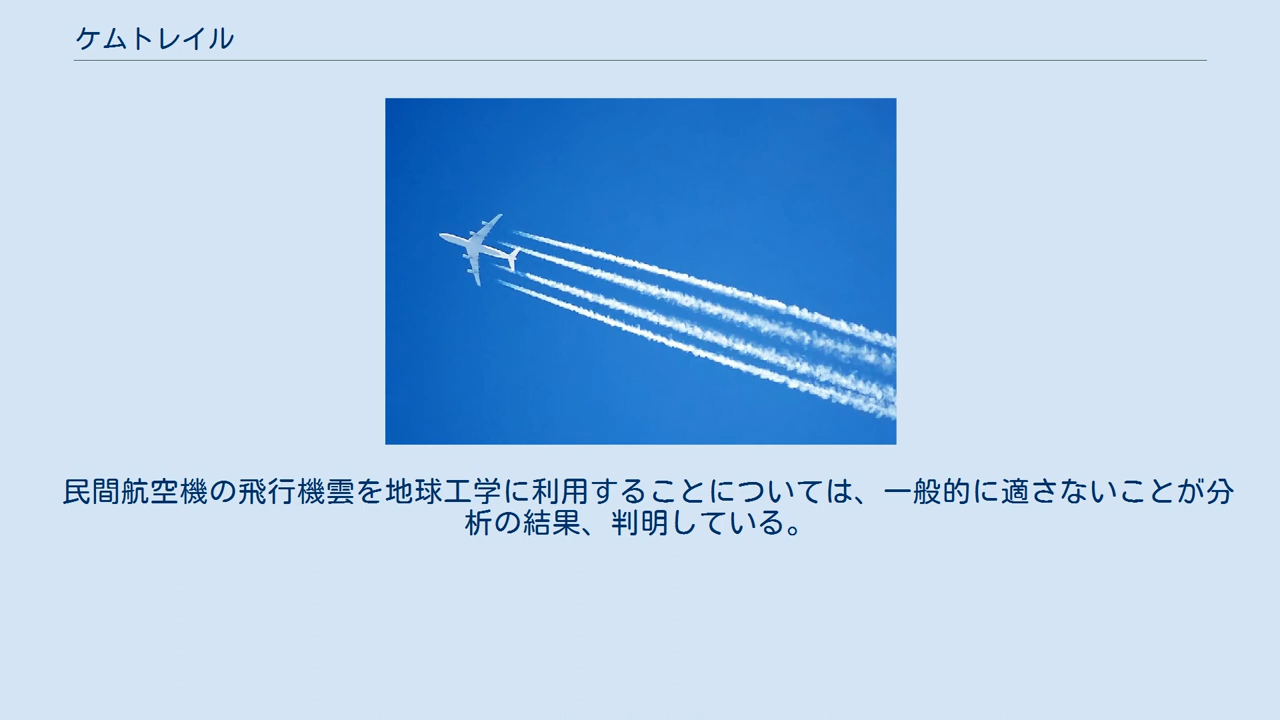 ケムトレイル
民間航空機の飛行機雲を地球工学に利用することについては、一般的に適さないことが分
析の結果、判明している。